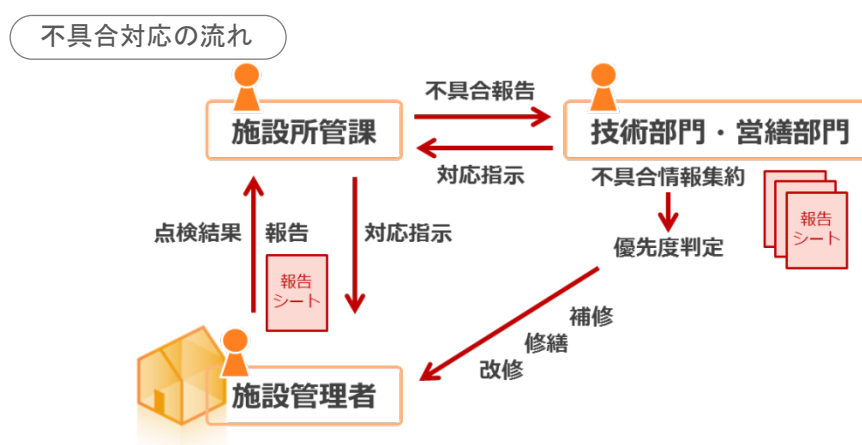 不具合対応の流れ
不具合報告
施設所管課
技術部門・営繕部門
対応指示
不具合情報集約
報告
シート
点検結果
報告
対応指示
優先度判定
報告
シート
補修
修繕
改修
施設管理者